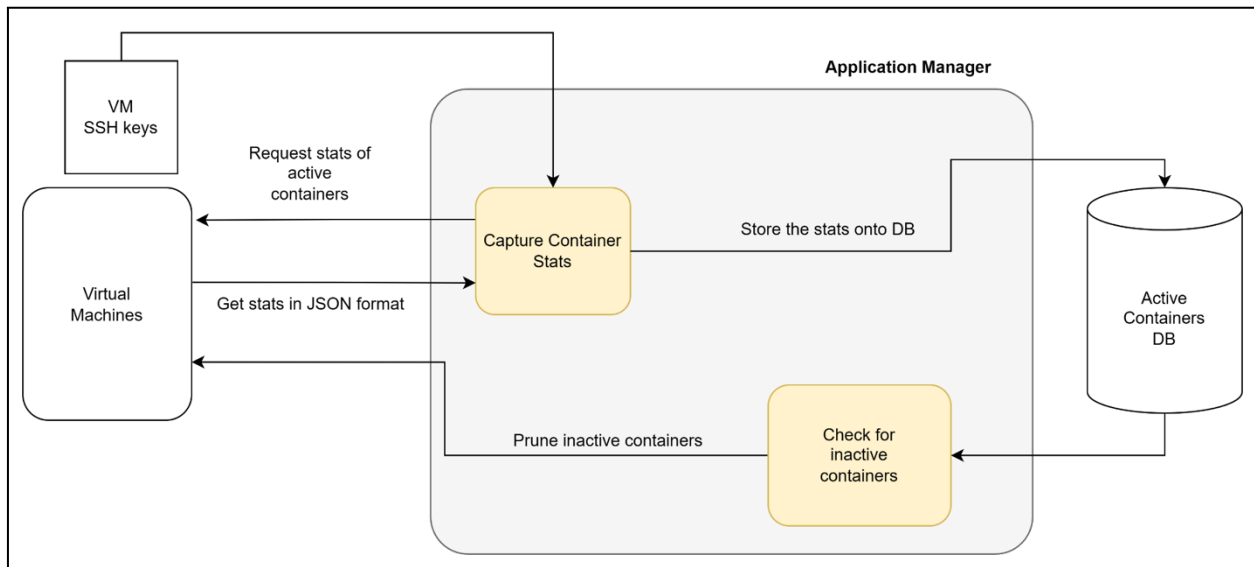 Application Manager
VM
SSH keys
Request stats of
active
containers
Capture Container
Stats
Store the stats onto DB
Virtual
Machines
Get stats in JSON format
Active
Containers
DB
Prune inactive containers
Check for
inactive
containers